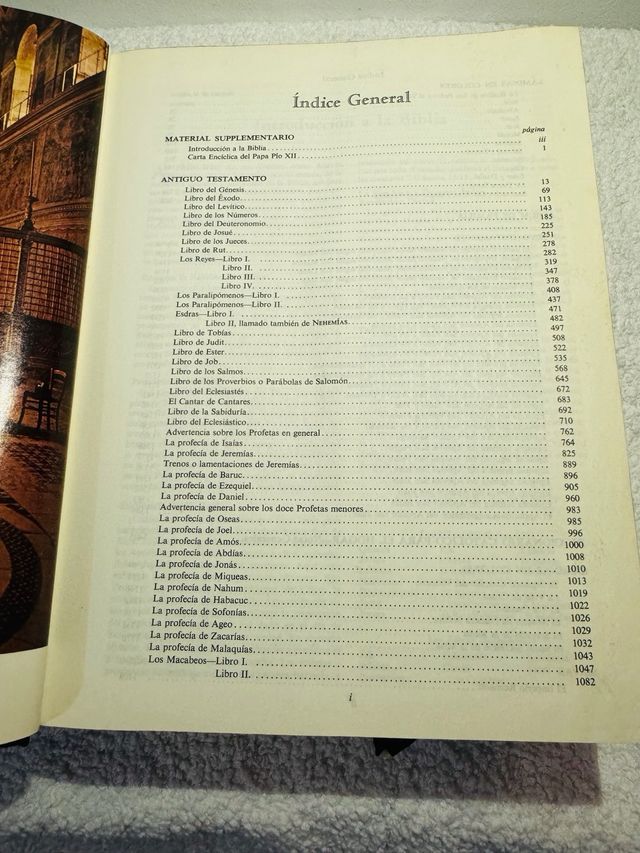 Índice General
página
MATERIAL SUPLEMENTARIO
Introducción a la Biblia. iii
Carta Encíclica del Papa Pío XII. 1
ANTIGUO TESTAMENTO
Libro del Génesis. 13
Libro del Éxodo. 69
Libro del Levítico. 113
Libro de los Números. 143
Libro del Deuteronomio. 185
Libro de Josué. 225
Libro de los Jueces. 251
Libro de Rut. 278
Los Reyes—Libro I. 282
Libro II. 319
Libro III. 347
Libro IV. 378
Los Paralipómenos—Libro I. 408
Los Paralipómenos—Libro II. 437
Esdras—Libro I. 471
Libro II, llamado también de NEHEMÍAS. 482
Libro de Tobías. 497
Libro de Judit. 508
Libro de Ester. 522
Libro de Job. 535
Libro de los Salmos. 568
Libro de los Proverbios o Parábolas de Salomón. 645
Libro del Eclesiastés. 672
El Cantar de Cantares. 683
Libro de la Sabiduría. 692
Libro del Eclesiástico. 710
Advertencia sobre los Profetas en general. 762
La profecía de Isaías. 764
La profecía de Jeremías. 825
Trenos o lamentaciones de Jeremías. 889
La profecía de Baruc. 896
La profecía de Ezequiel. 905
La profecía de Daniel. 960
Advertencia general sobre los doce Profetas menores. 983
La profecía de Oseas. 985
La profecía de Joel. 996
La profecía de Amós. 1000
La profecía de Abdías. 1008
La profecía de Jonás. 1010
La profecía de Miqueas. 1013
La profecía de Nahum. 1019
La profecía de Habacuc. 1022
La profecía de Sofonías. 1026
La profecía de Ageo. 1029
La profecía de Zacarías. 1032
La profecía de Malaquías. 1043
Los Macabeos—Libro I. 1047
Libro II. 1082
i